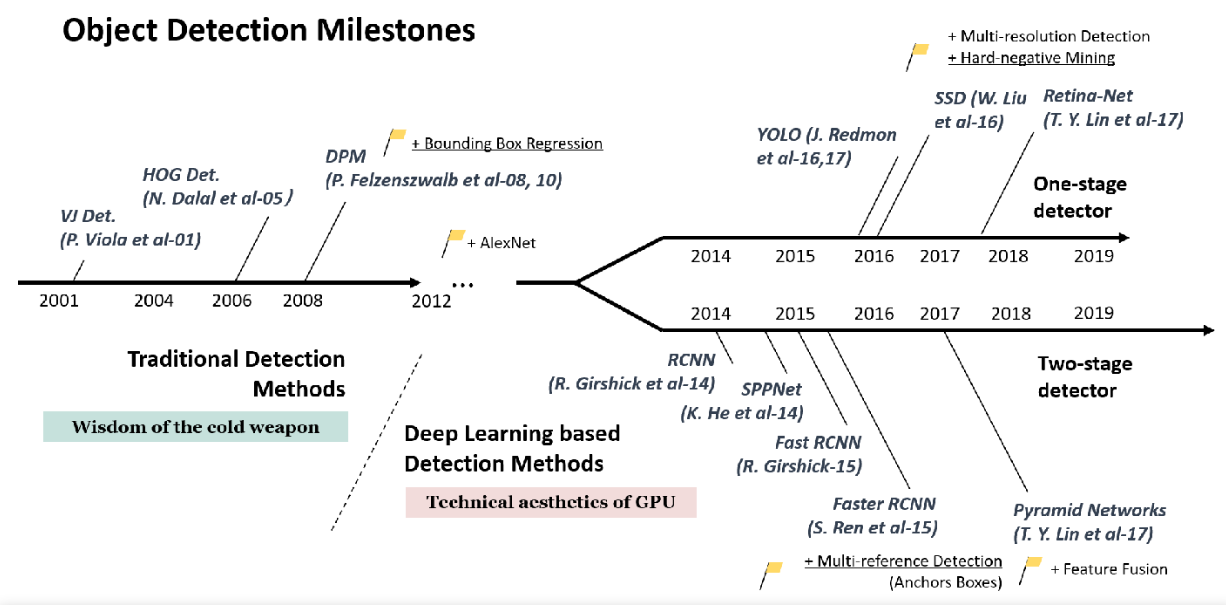 Object Detection Milestones
+ Multi-resolution Detection
+ Hard-negative Mining
SSD (W. Liu
et al-16)
Retina-Net
(T. Y. Lin et al-17)
YOLO (J. Redmon
et al-16,17)
+ Bounding Box Regression
DPM
(P. Felzenszwalb et al-08, 10)
HOG Det.
(N. Dalal et al-05)
VJ Det.
(P. Viola et al-01)
+ AlexNet
One-stage
detector
2014 2015 2016 2017 2018 2019
2001 2004 2006 2008 2012 ...
2014 2015 2016 2017 2018 2019
Traditional Detection
Methods
Wisdom of the cold weapon
Deep Learning based
Detection Methods
Technical aesthetics of GPU
RCNN
(R. Girshick et al-14)
SPPNet
(K. He et al-14)
Fast RCNN
(R. Girshick-15)
Faster RCNN
(S. Ren et al-15)
Two-stage
detector
Pyramid Networks
(T. Y. Lin et al-17)
+ Multi-reference Detection
(Anchors Boxes)
+ Feature Fusion